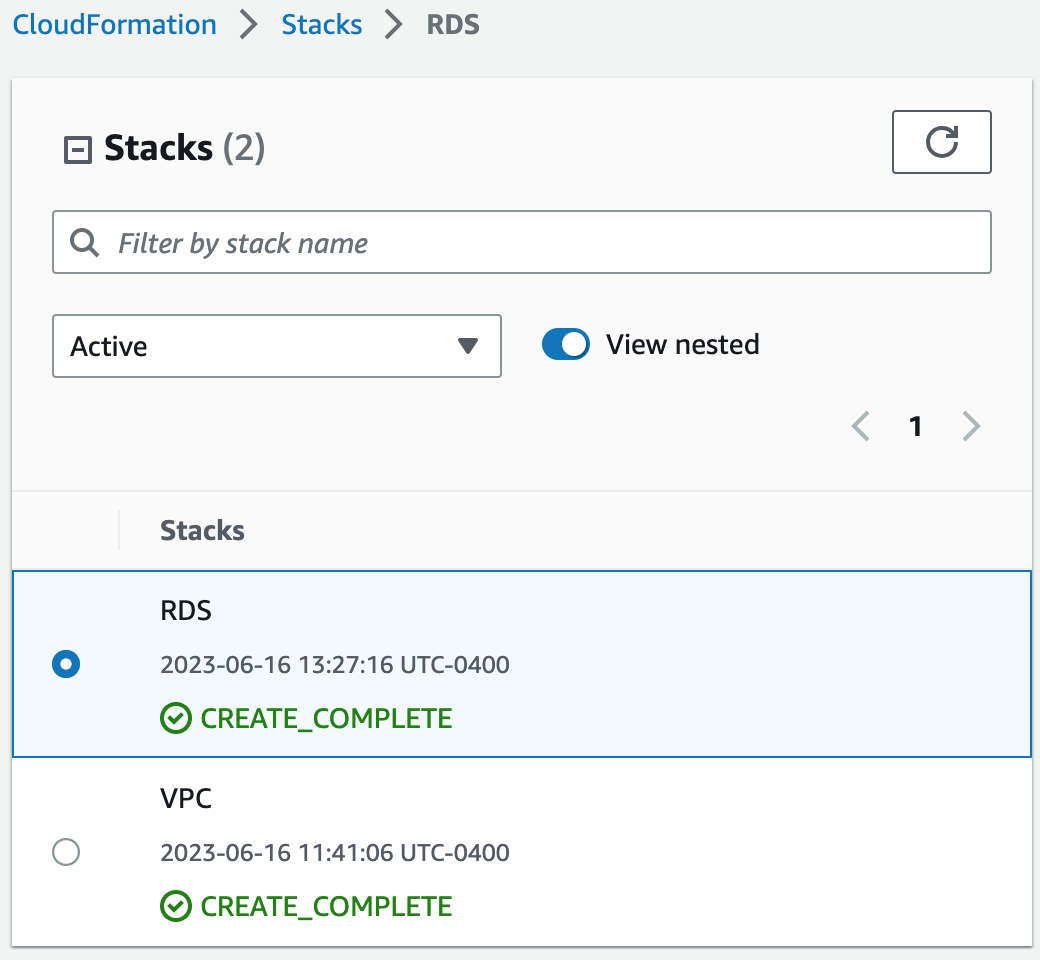 CloudFormation > Stacks > RDS
Stacks (2)
Filter by stack name
Active View nested
1
Stacks
RDS
2023-06-16 13:27:16 UTC-0400
CREATE_COMPLETE
VPC
2023-06-16 11:41:06 UTC-0400
CREATE_COMPLETE